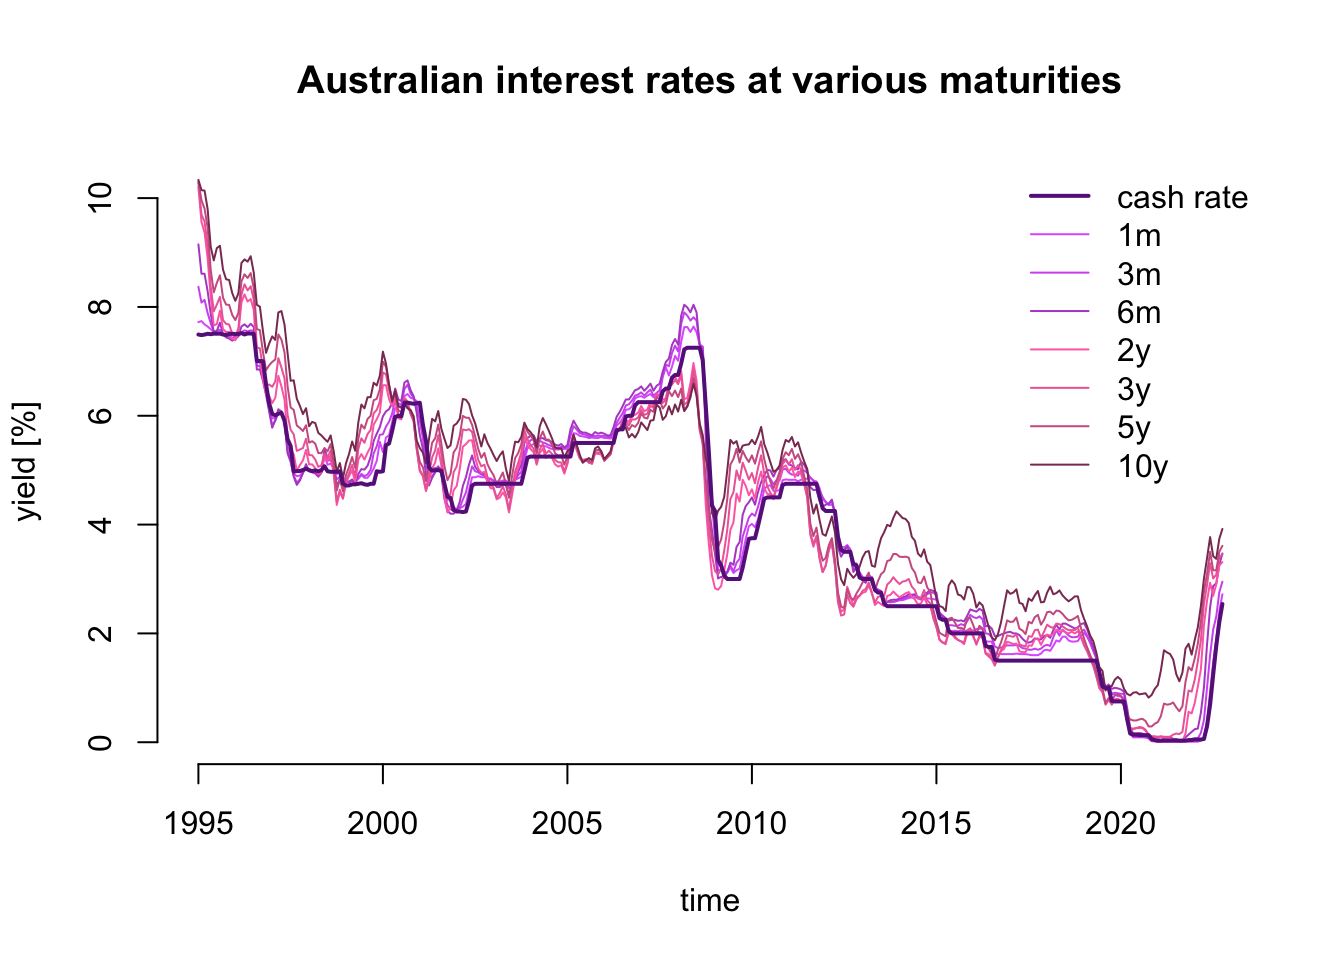 Australian interest rates at various maturities
yield [%]
10
8
6
4
2
0
cash rate
1m
3m
6m
2y
3y
5y
10y
1995
2000
2005
2010
2015
2020
time